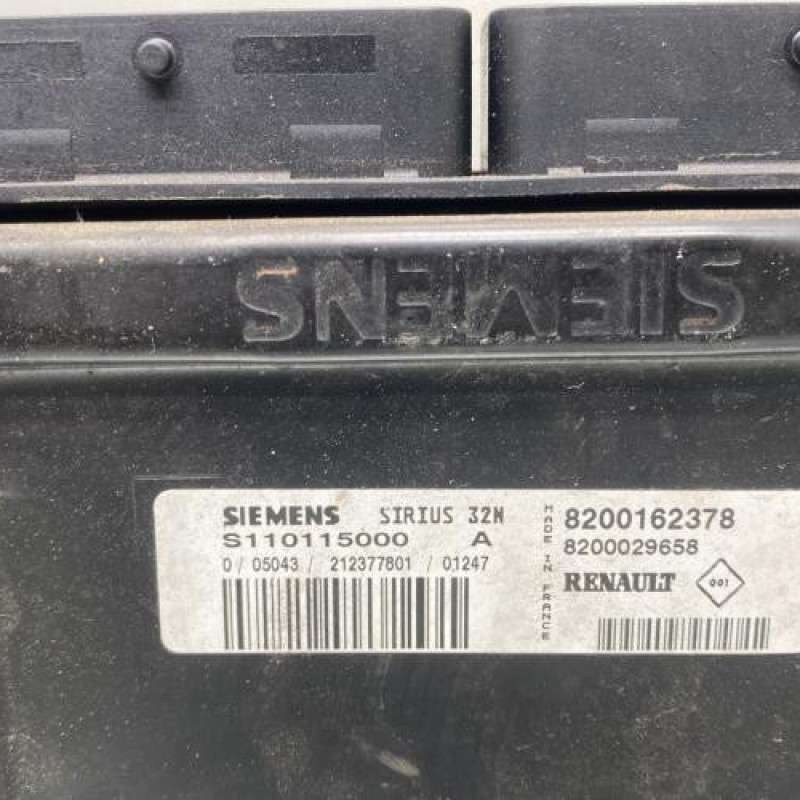 SIEMENS
SIEMENS SIRIUS 32N
S110115000 A
0/ 05043/ 212377801 / 01247
MADE IN FRANCE
8200162378
8200029658
RENAULT 001